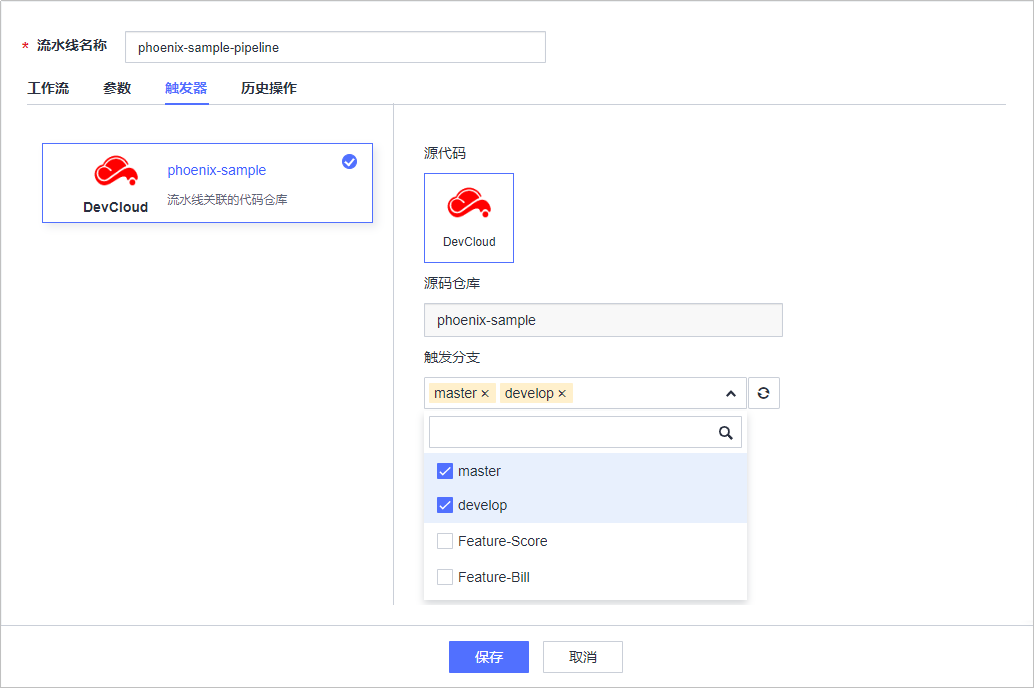 * 流水线名称 phoenix-sample-pipeline
工作流 参数 触发器 历史操作
phoenix-sample
DevCloud 流水线关联的代码仓库
源代码
DevCloud
源码仓库
phoenix-sample
触发分支
master × develop ×
master
develop
Feature-Score
Feature-Bill
保存 取消